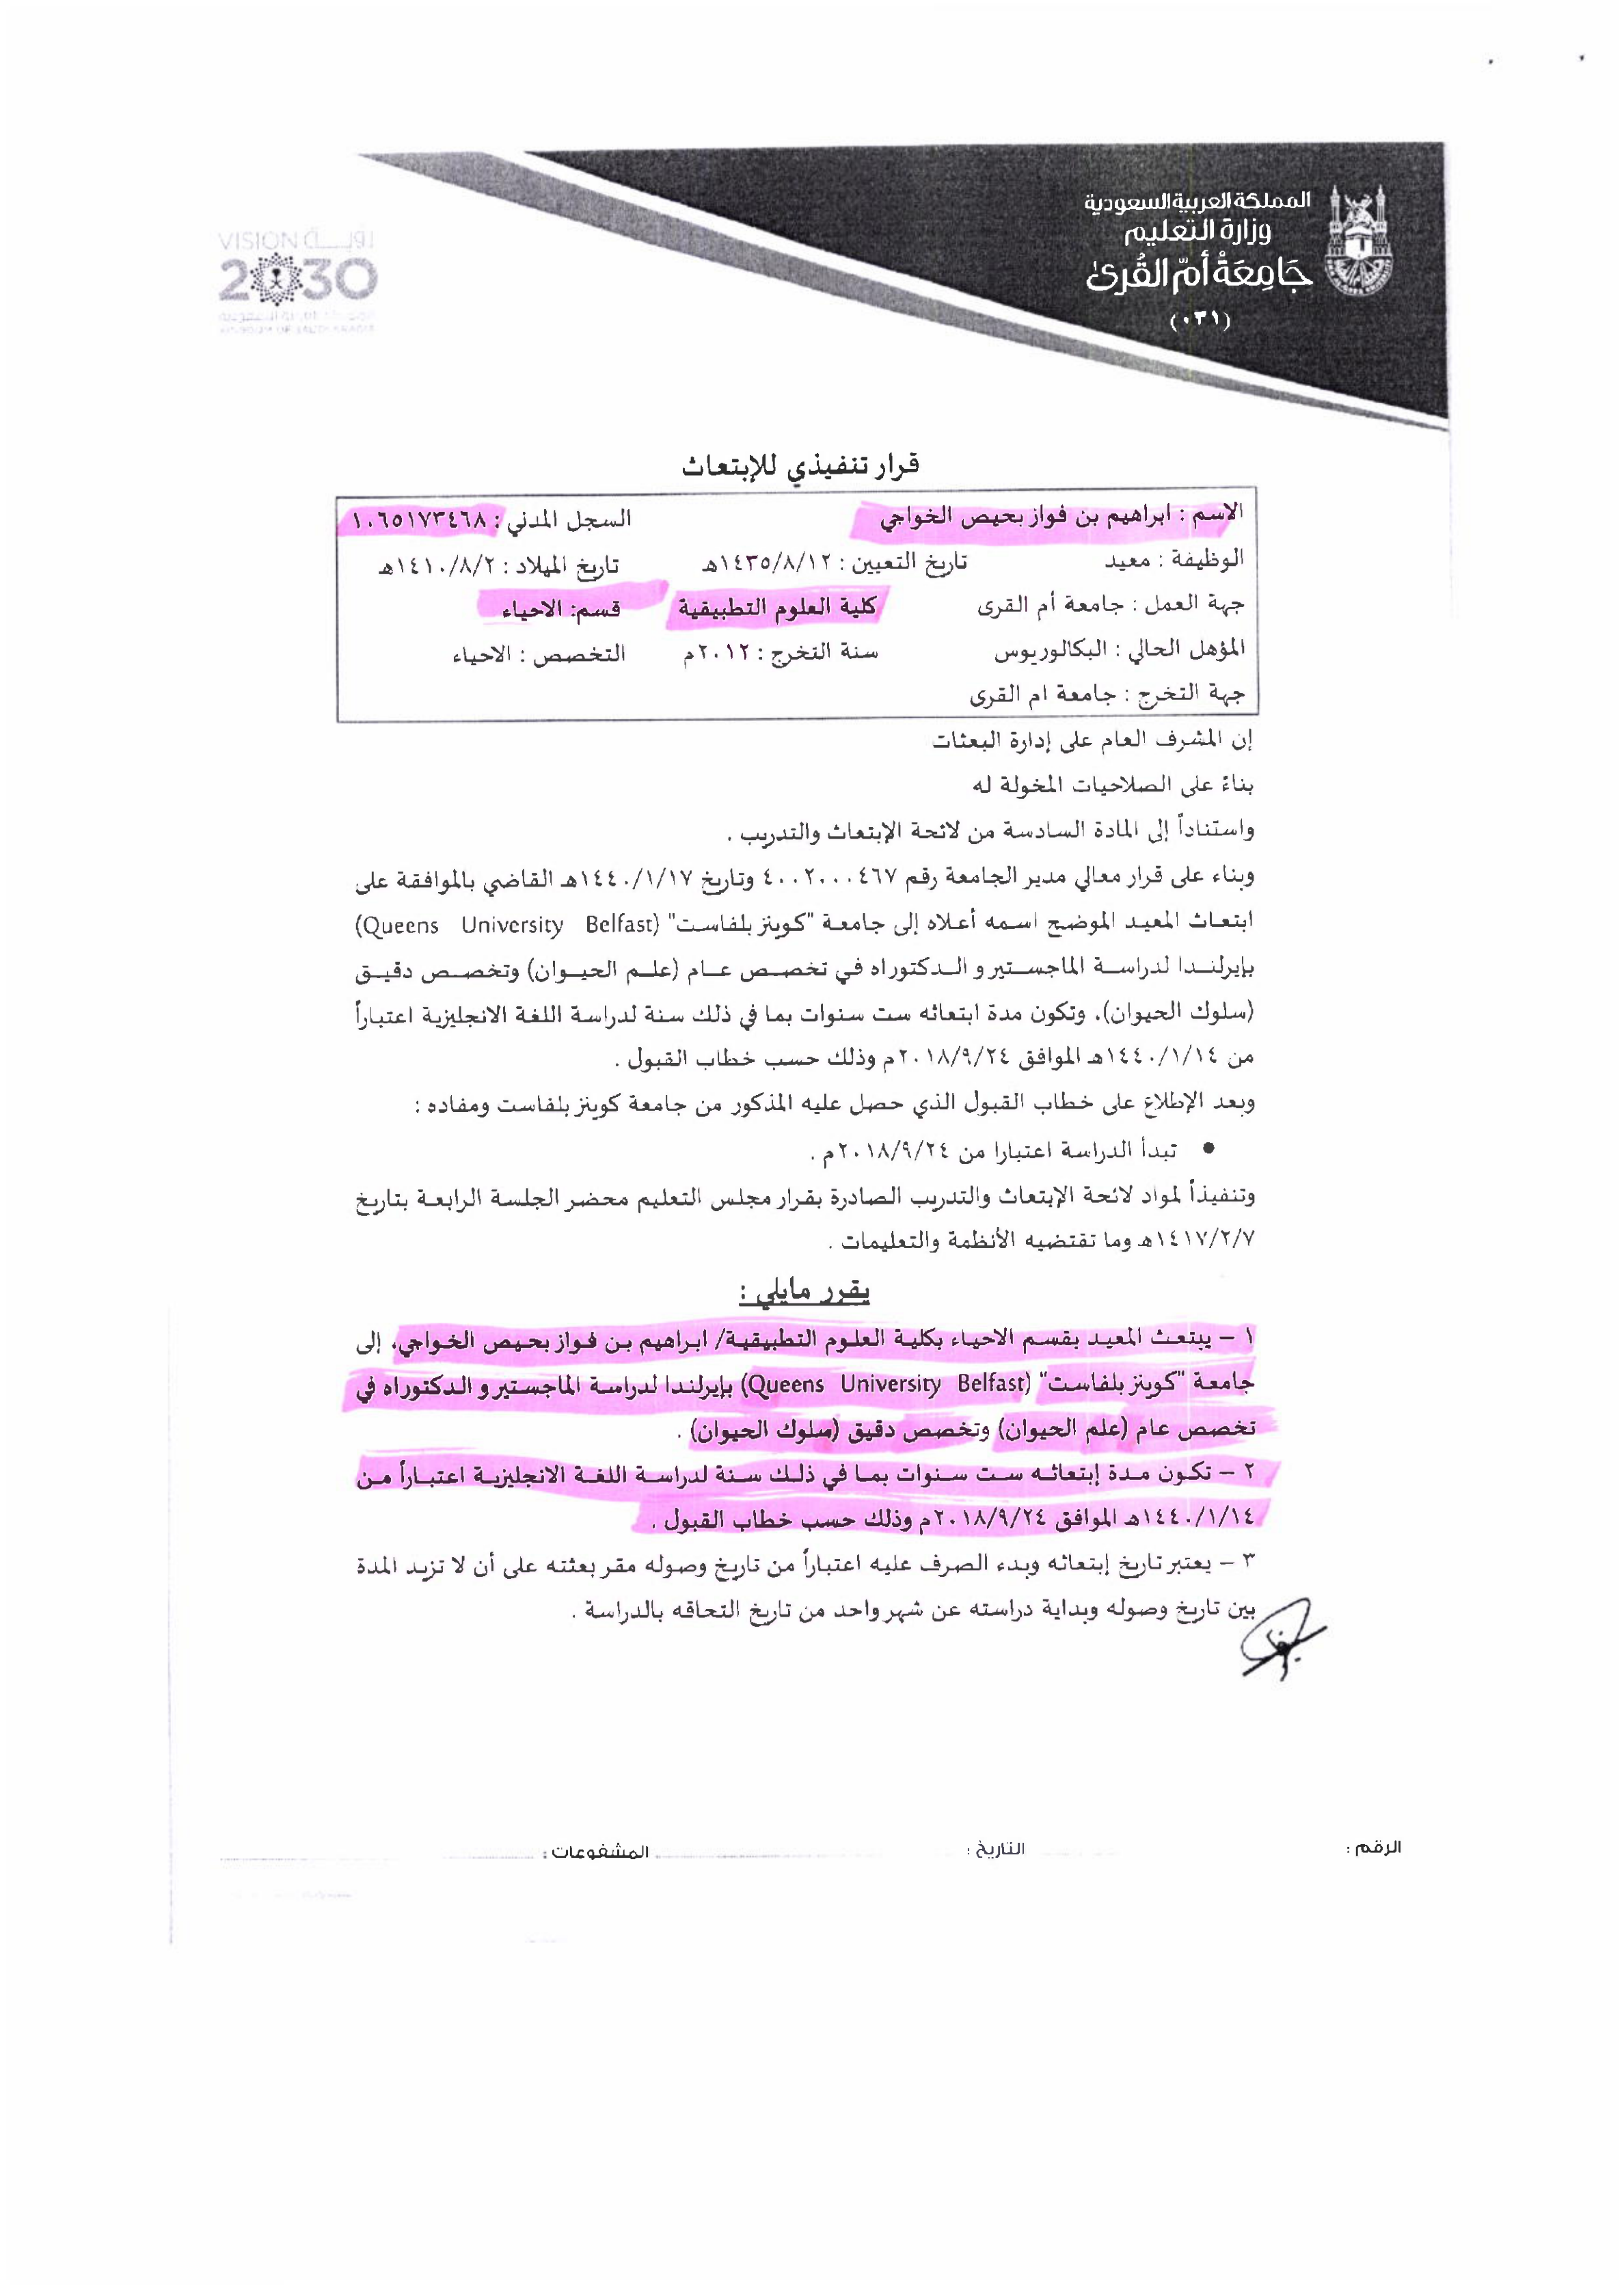 المملكة العربية السعودية
وزارة التعليم
جَامِعَةُ أُمّ القُرىٰ
(٠٣١)
VISION رؤيـــة
2030
KINGDOM OF SAUDI ARABIA
قرار تنفيذي للإبتعاث
الاسم : ابراهيم بن فواز بحيص الخواجي السجل المدني : ١٠٦٥١٧٣٤٦٨
الوظيفة : معيد تاريخ التعيين : ١٤٣٥/٨/١٢هـ تاريخ الميلاد : ١٤١٠/٨/٢هـ
جهة العمل : جامعة أم القرى كلية العلوم التطبيقية قسم: الاحياء
المؤهل الحالي : البكالوريوس سنة التخرج : ٢٠١٢م التخصص : الاحياء
جهة التخرج : جامعة ام القرى
إن المشرف العام على إدارة البعثات
بناءً على الصلاحيات المخولة له
واستناداً إلى المادة السادسة من لائحة الإبتعاث والتدريب .
وبناء على قرار معالي مدير الجامعة رقم ٤٠٠٢٠٠٠٤٦٧ وتاريخ ١٤٤٠/١/١٧هـ القاضي بالموافقة على
ابتعاث المعيد الموضح اسمه أعلاه إلى جامعة "كوينز بلفاست" (Queens University Belfast)
بإيرلندا لدراسة الماجستير و الدكتوراه في تخصص عام (علم الحيوان) وتخصص دقيق
(سلوك الحيوان)، وتكون مدة ابتعاثه ست سنوات بما في ذلك سنة لدراسة اللغة الانجليزية اعتباراً
من ١٤٤٠/١/١٤هـ الموافق ٢٠١٨/٩/٢٤م وذلك حسب خطاب القبول .
وبعد الإطلاع على خطاب القبول الذي حصل عليه المذكور من جامعة كوينز بلفاست ومفاده :
• تبدأ الدراسة اعتبارا من ٢٠١٨/٩/٢٤م .
وتنفيذاً لمواد لائحة الإبتعاث والتدريب الصادرة بقرار مجلس التعليم محضر الجلسة الرابعة بتاريخ
١٤١٧/٢/٧هـ وما تقتضيه الأنظمة والتعليمات .
يقرر مايلي :
١ – يبتعث المعيد بقسم الاحياء بكلية العلوم التطبيقية/ ابراهيم بن فواز بحيص الخواجي، إلى
جامعة "كوينز بلفاست" (Queens University Belfast) بإيرلندا لدراسة الماجستير و الدكتوراه في
تخصص عام (علم الحيوان) وتخصص دقيق (سلوك الحيوان) .
٢ – تكون مدة إبتعاثه ست سنوات بما في ذلك سنة لدراسة اللغة الانجليزية اعتباراً من
١٤٤٠/١/١٤هـ الموافق ٢٠١٨/٩/٢٤م وذلك حسب خطاب القبول .
٣ – يعتبر تاريخ إبتعاثه وبدء الصرف عليه اعتباراً من تاريخ وصوله مقر بعثته على أن لا تزيد المدة
بين تاريخ وصوله وبداية دراسته عن شهر واحد من تاريخ التحاقه بالدراسة .
الرقم : التاريخ : المشفوعات :